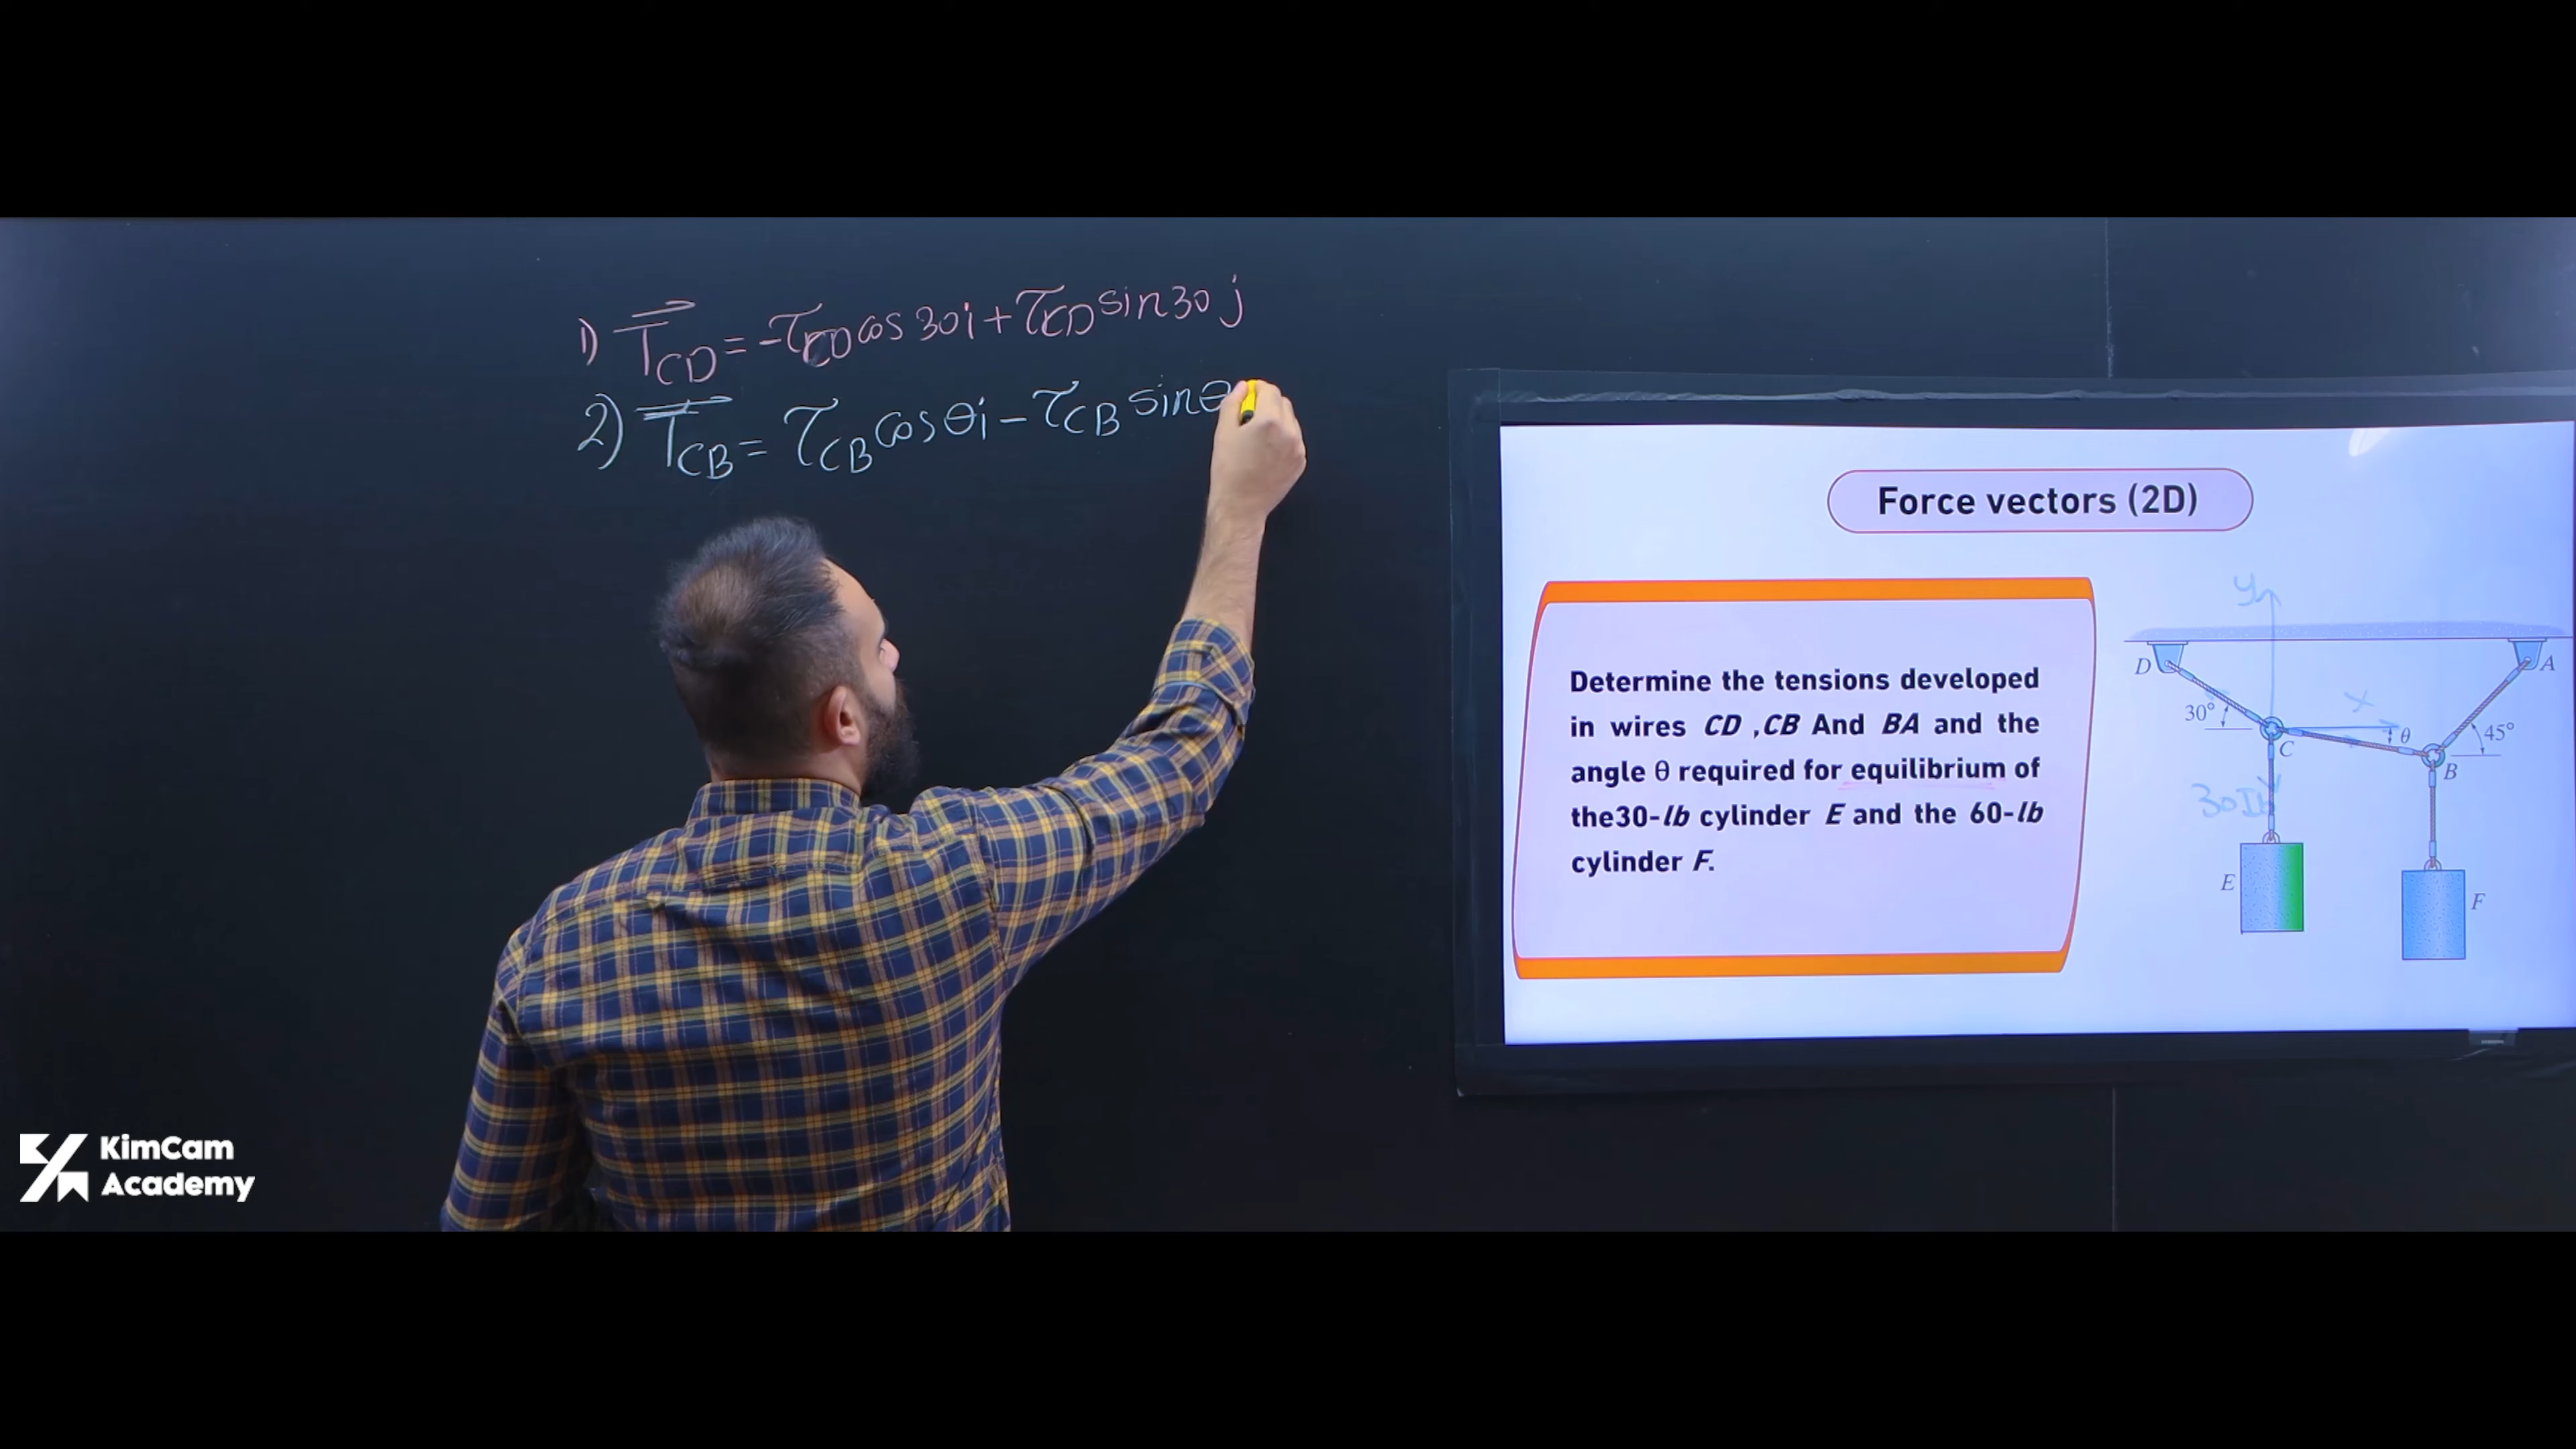 1) T⃗CD = -TCD cos 30 i + TCD sin 30 j
2) T⃗CB = TCB cos θ i - TCB sin θ
Force vectors (2D)
Determine the tensions developed
in wires CD ,CB And BA and the
angle θ required for equilibrium of
the30-lb cylinder E and the 60-lb
cylinder F.
y
D
A
30°
x
θ
45°
C
B
30Ib
E
F
KimCam
Academy